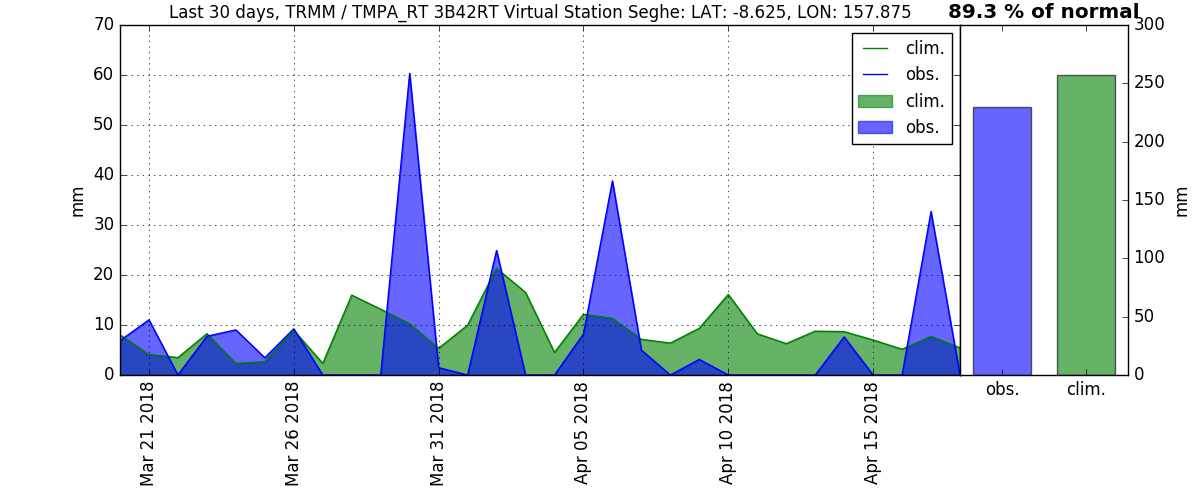 Last 30 days, TRMM / TMPA_RT 3B42RT Virtual Station Seghe: LAT: -8.625, LON: 157.875
89.3 % of normal
70
60
50
40
30
20
10
0
mm
clim.
obs.
clim.
obs.
300
250
200
150
100
50
0
mm
obs.
clim.
Mar 21 2018
Mar 26 2018
Mar 31 2018
Apr 05 2018
Apr 10 2018
Apr 15 2018